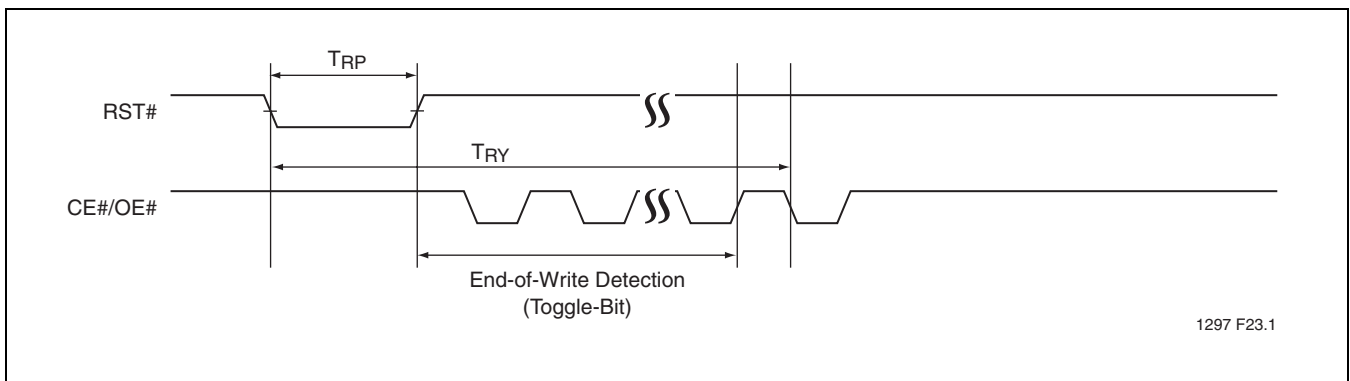 TRP
RST#
TRY
CE#/OE#
End-of-Write Detection
(Toggle-Bit)
1297 F23.1